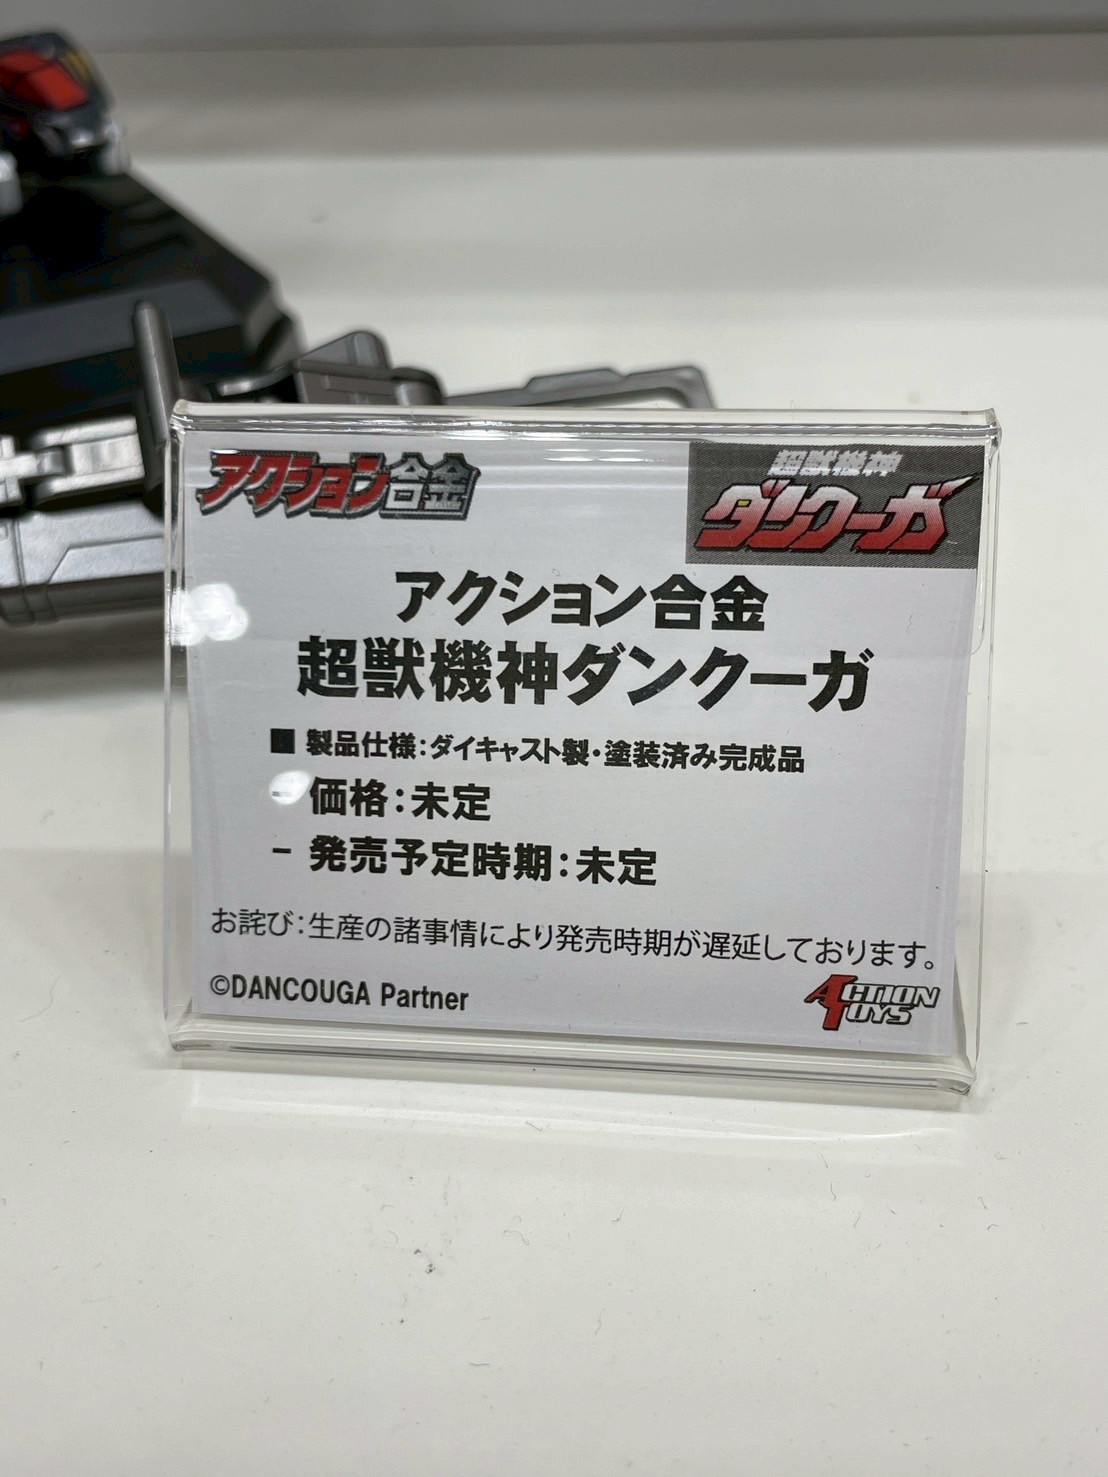 アクション合金
超獣機神
ダンクーガ
アクション合金
超獣機神ダンクーガ
■ 製品仕様：ダイキャスト製・塗装済み完成品
価格：未定
発売予定時期：未定
お詫び：生産の諸事情により発売時期が遅延しております。
©DANCOUGA Partner
ACTION
TOYS